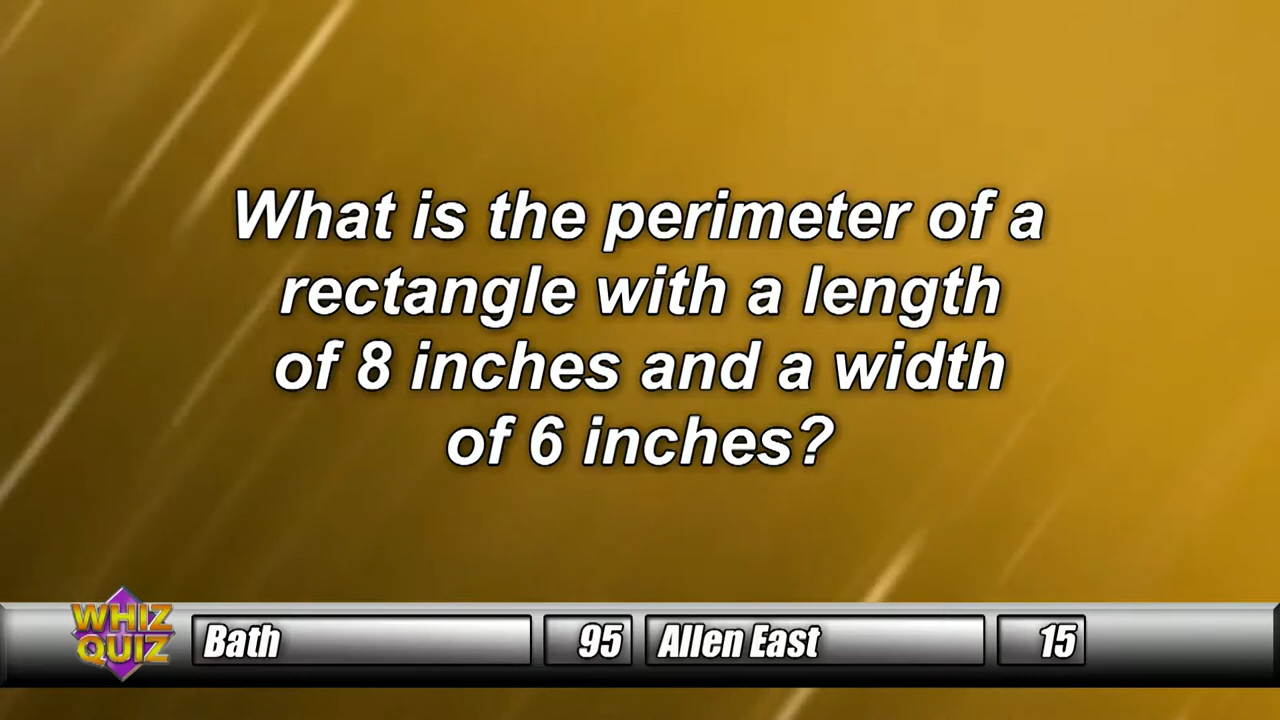 What is the perimeter of a
rectangle with a length
of 8 inches and a width
of 6 inches?
WHIZ
QUIZ
Bath 95 Allen East 15